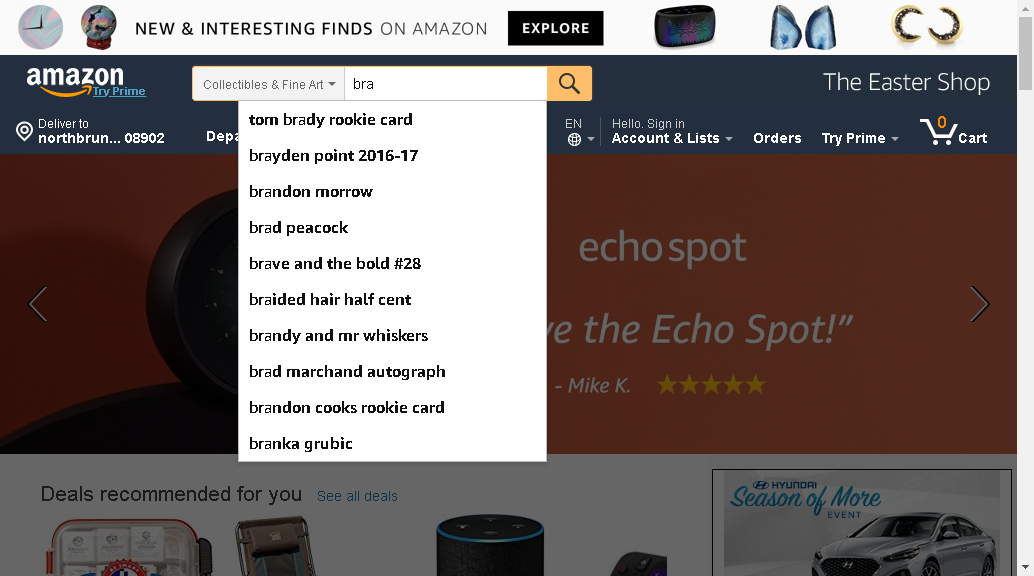 NEW & INTERESTING FINDS ON AMAZON EXPLORE
amazon
Try Prime
Collectibles & Fine Art
bra
The Easter Shop
Deliver to
northbrun... 08902
Depa
EN
Hello. Sign in
Account & Lists
Orders
Try Prime
0
Cart
tom brady rookie card
brayden point 2016-17
brandon morrow
brad peacock
brave and the bold #28
braided hair half cent
brandy and mr whiskers
brad marchand autograph
brandon cooks rookie card
branka grubic
echo spot
ve the Echo Spot!”
- Mike K.
Deals recommended for you See all deals
HYUNDAI
Season of More
EVENT